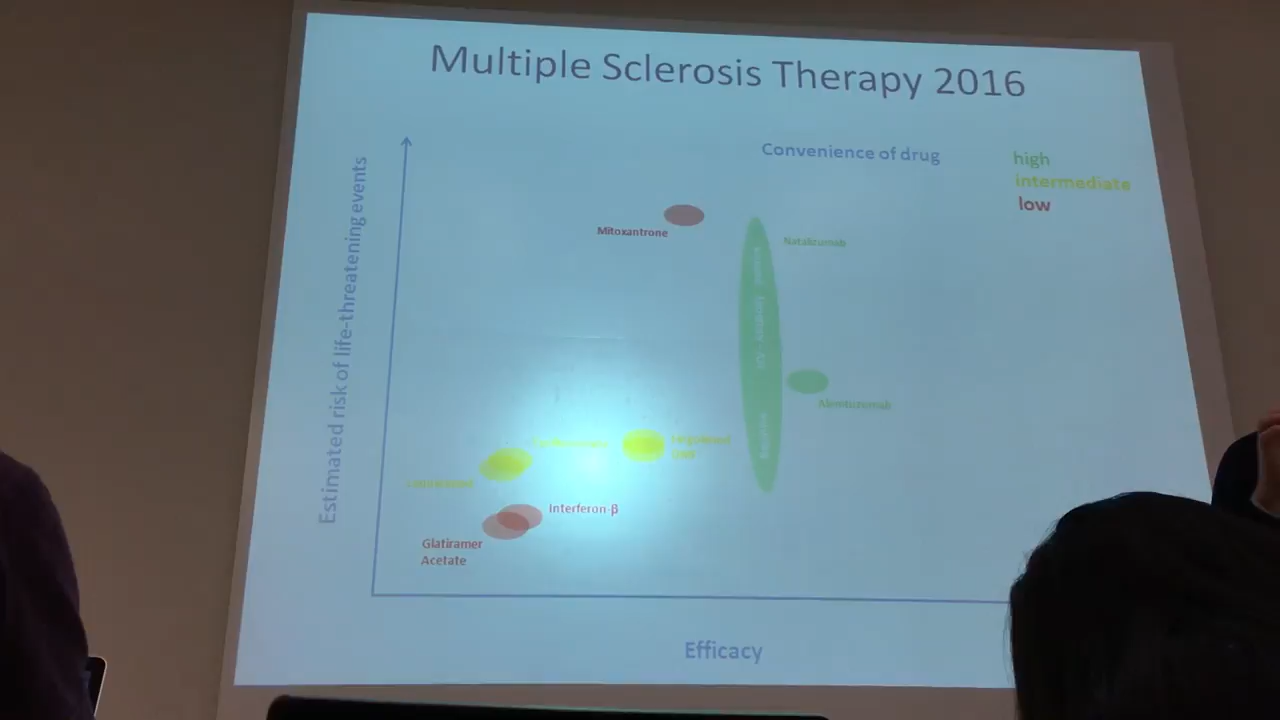 Multiple Sclerosis Therapy 2016
Convenience of drug
high
intermediate
low
Estimated risk of life-threatening events
Mitoxantrone
Natalizumab
Alemtuzumab
Interferon-β
Glatiramer
Acetate
Efficacy